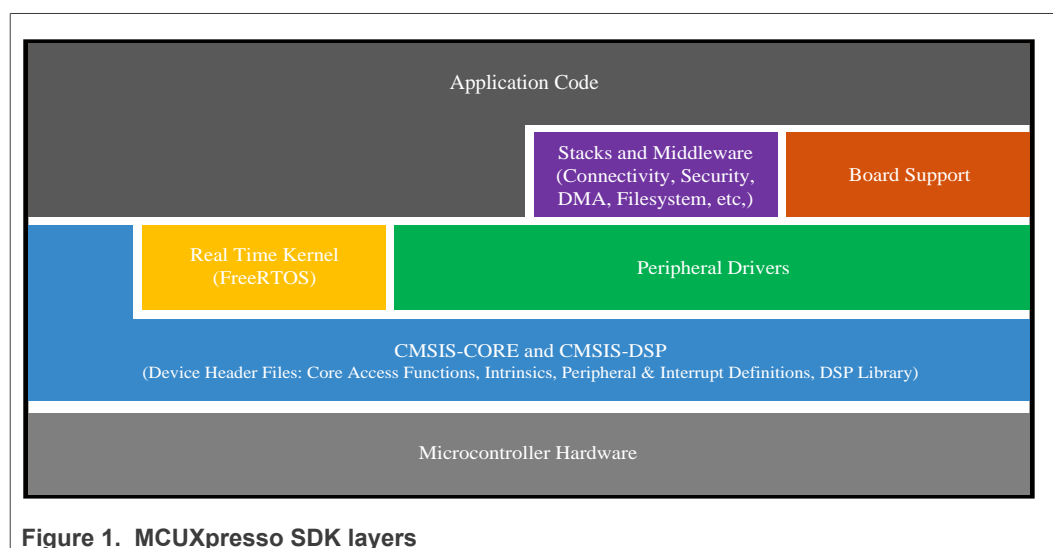 Application Code
Stacks and Middleware
(Connectivity, Security,
DMA, Filesystem, etc,)
Board Support
Real Time Kernel
(FreeRTOS)
Peripheral Drivers
CMSIS-CORE and CMSIS-DSP
(Device Header Files: Core Access Functions, Intrinsics, Peripheral & Interrupt Definitions, DSP Library)
Microcontroller Hardware
Figure 1. MCUXpresso SDK layers